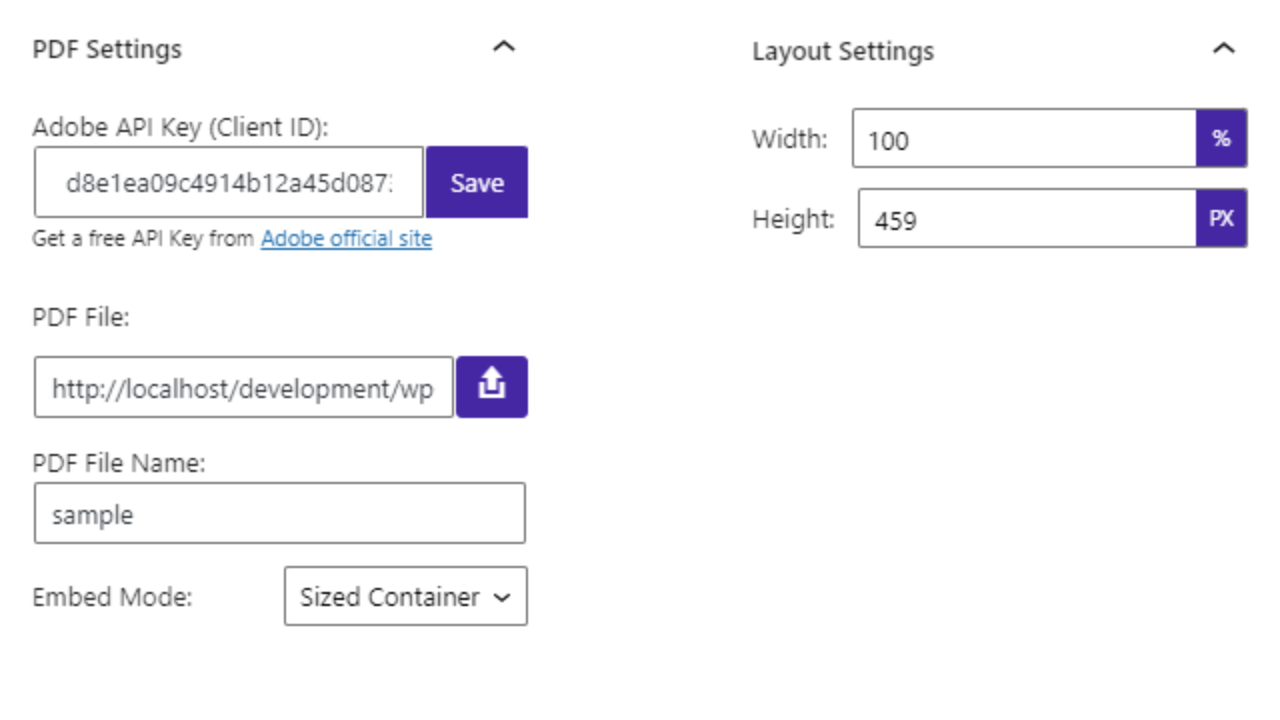 PDF Settings
Adobe API Key (Client ID):
d8e1ea09c4914b12a45d087
Save
Get a free API Key from Adobe official site
PDF File:
http://localhost/development/wp
PDF File Name:
sample
Embed Mode:
Sized Container
Layout Settings
Width:
100
%
Height:
459
PX